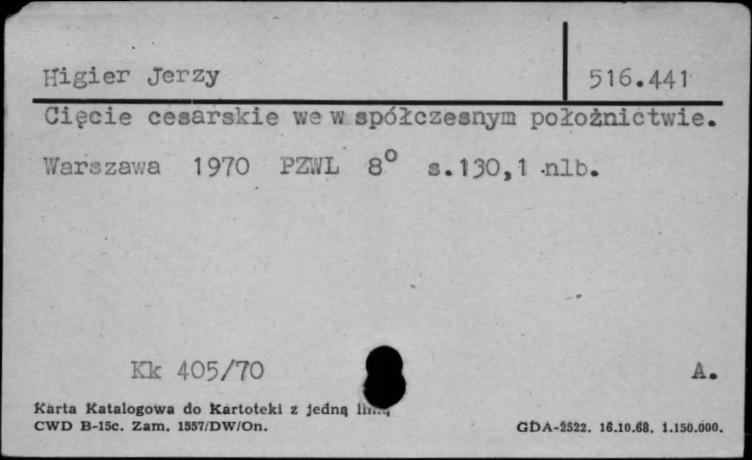 Higier Jerzy 516.441
Cięcie cesarskie we w spółczesnym położnictwie.
Warszawa 1970 PZWL 8° s.130,1 nlb.
Kk 405/70 A.
Karta Katalogowa do Kartoteki z jedną
CWD B-15c. Zam. 1557/DW/On. GDA-2522. 16.10.68. 1.150.000.